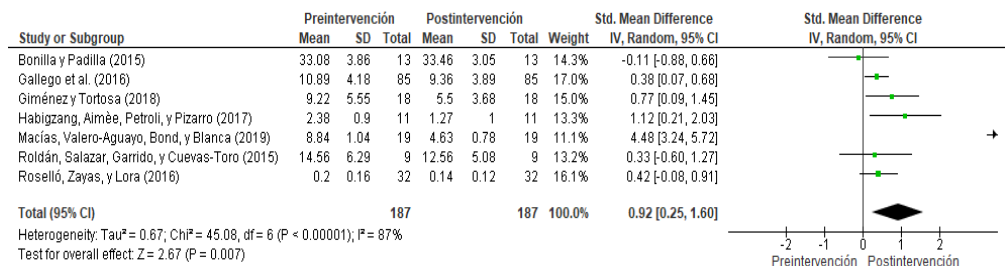 Preintervención Postintervención Std. Mean Difference Std. Mean Difference
Study or Subgroup Mean SD Total Mean SD Total Weight IV, Random, 95% CI IV, Random, 95% CI
Bonilla y Padilla (2015) 33.08 3.86 13 33.46 3.05 13 14.3% -0.11 [-0.88, 0.66]
Gallego et al. (2016) 10.89 4.18 85 9.36 3.89 85 17.0% 0.38 [0.07, 0.68]
Giménez y Tortosa (2018) 9.22 5.55 18 5.5 3.68 18 15.0% 0.77 [0.09, 1.45]
Habigzang, Aimèe, Petroli, y Pizarro (2017) 2.38 0.9 11 1.27 1 11 13.3% 1.12 [0.21, 2.03]
Macías, Valero-Aguayo, Bond, y Blanca (2019) 8.84 1.04 19 4.63 0.78 19 11.1% 4.48 [3.24, 5.72]
Roldán, Salazar, Garrido, y Cuevas-Toro (2015) 14.56 6.29 9 12.56 5.08 9 13.2% 0.33 [-0.60, 1.27]
Roselló, Zayas, y Lora (2016) 0.2 0.16 32 0.14 0.12 32 16.1% 0.42 [-0.08, 0.91]
Total (95% CI) 187 187 100.0% 0.92 [0.25, 1.60]
Heterogeneity: Tau² = 0.67; Chi² = 45.08, df = 6 (P < 0.00001); I² = 87%
Test for overall effect: Z = 2.67 (P = 0.007)
-2 -1 0 1 2
Preintervención Postintervención